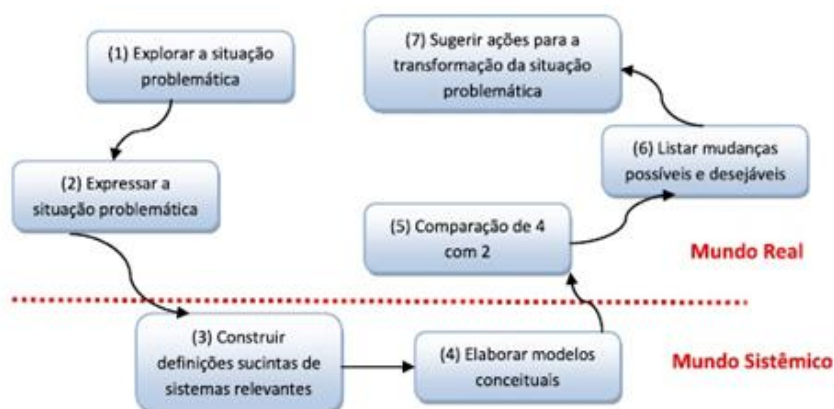 (1) Explorar a situação
problemática
(2) Expressar a
situação problemática
(3) Construir
definições sucintas de
sistemas relevantes
(4) Elaborar modelos
conceituais
(5) Comparação de 4
com 2
(6) Listar mudanças
possíveis e desejáveis
(7) Sugerir ações para a
transformação da situação
problemática
Mundo Real
Mundo Sistêmico